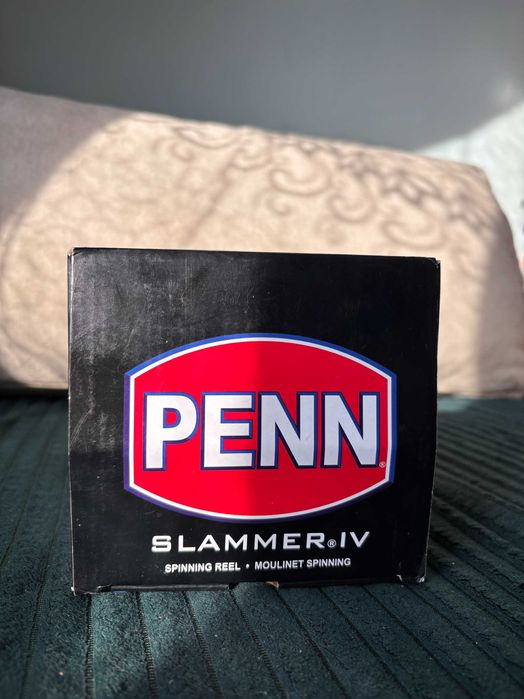 PENN®
SLAMMER® IV
SPINNING REEL • MOULINET SPINNING